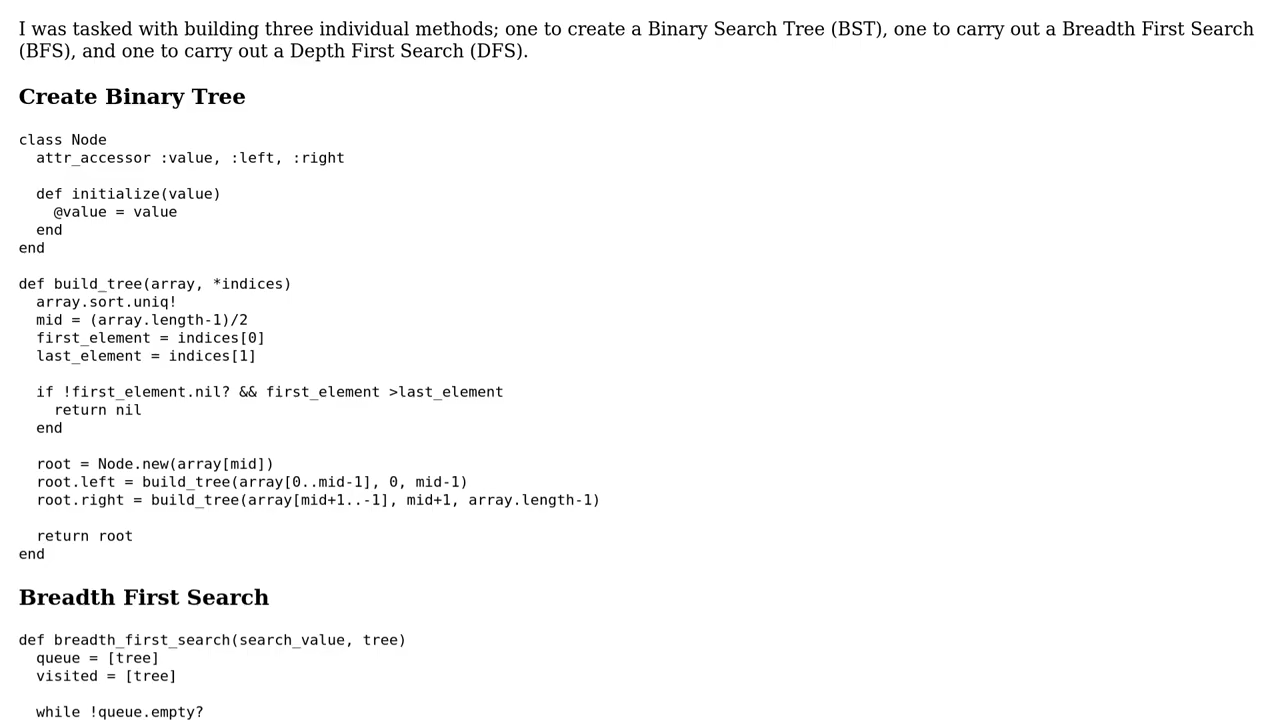 I was tasked with building three individual methods; one to create a Binary Search Tree (BST), one to carry out a Breadth First Search
(BFS), and one to carry out a Depth First Search (DFS).
Create Binary Tree
class Node
  attr_accessor :value, :left, :right

  def initialize(value)
    @value = value
  end
end

def build_tree(array, *indices)
  array.sort.uniq!
  mid = (array.length-1)/2
  first_element = indices[0]
  last_element = indices[1]

  if !first_element.nil? && first_element >last_element
    return nil
  end

  root = Node.new(array[mid])
  root.left = build_tree(array[0..mid-1], 0, mid-1)
  root.right = build_tree(array[mid+1..-1], mid+1, array.length-1)

  return root
end
Breadth First Search
def breadth_first_search(search_value, tree)
  queue = [tree]
  visited = [tree]

  while !queue.empty?